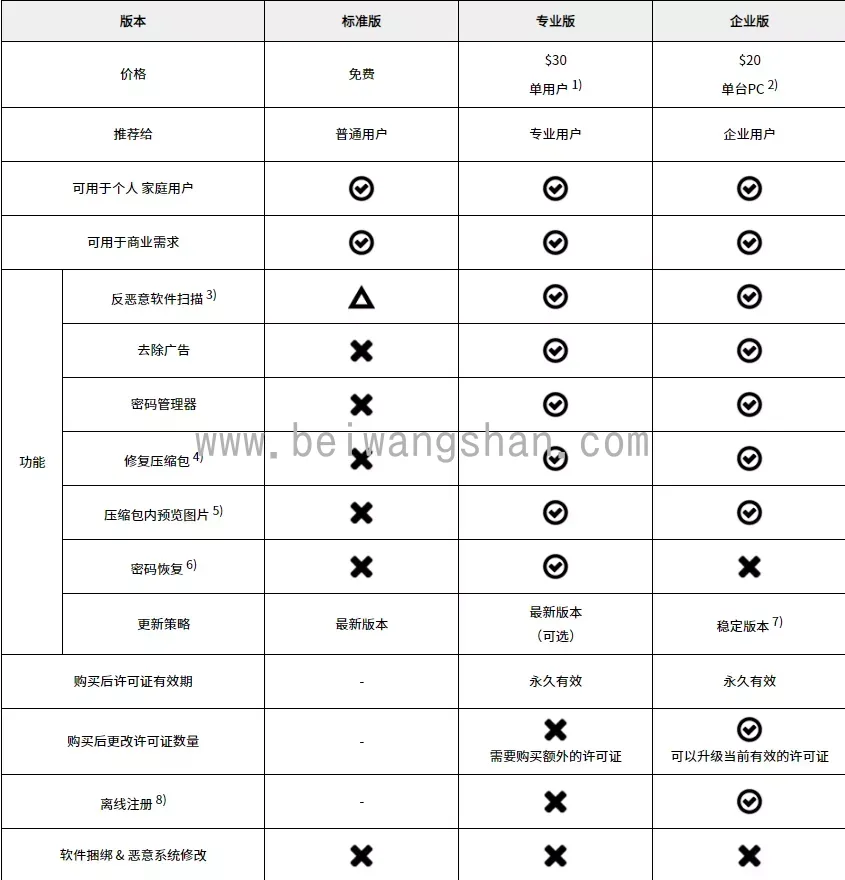 版本 标准版 专业版 企业版
价格 免费 $30 $20
单用户 1) 单台PC 2)
推荐给 普通用户 专业用户 企业用户
可用于个人 家庭用户
可用于商业需求
功能
反恶意软件扫描 3)
去除广告
密码管理器
www.beiwangshan.com
修复压缩包 4)
压缩包内预览图片 5)
密码恢复 6)
更新策略 最新版本 最新版本 稳定版本 7)
（可选）
购买后许可证有效期 - 永久有效 永久有效
购买后更改许可证数量 -
需要购买额外的许可证 可以升级当前有效的许可证
离线注册 8) -
软件捆绑 & 恶意系统修改